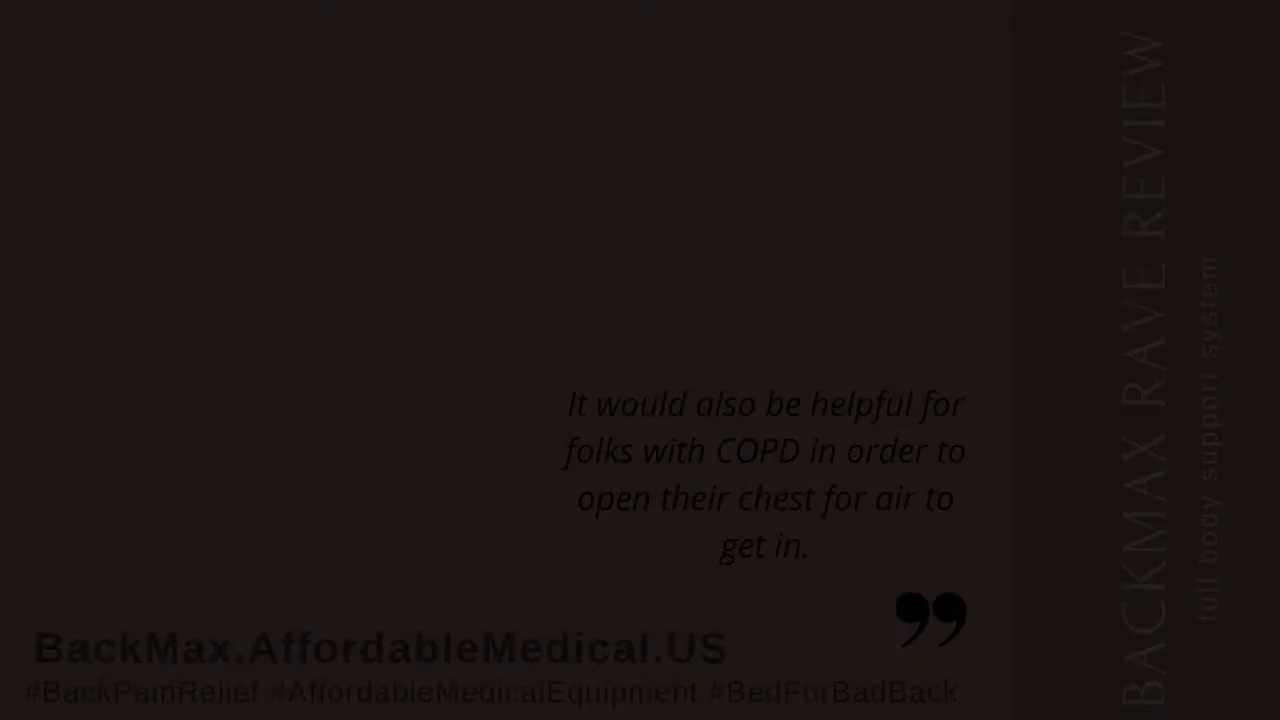 It would also be helpful for
folks with COPD in order to
open their chest for air to
get in.
”
BackMax.AffordableMedical.US
#BackPainRelief #AffordableMedicalEquipment #BedForBadBack
BACKMAX RAVE REVIEW
full body support system